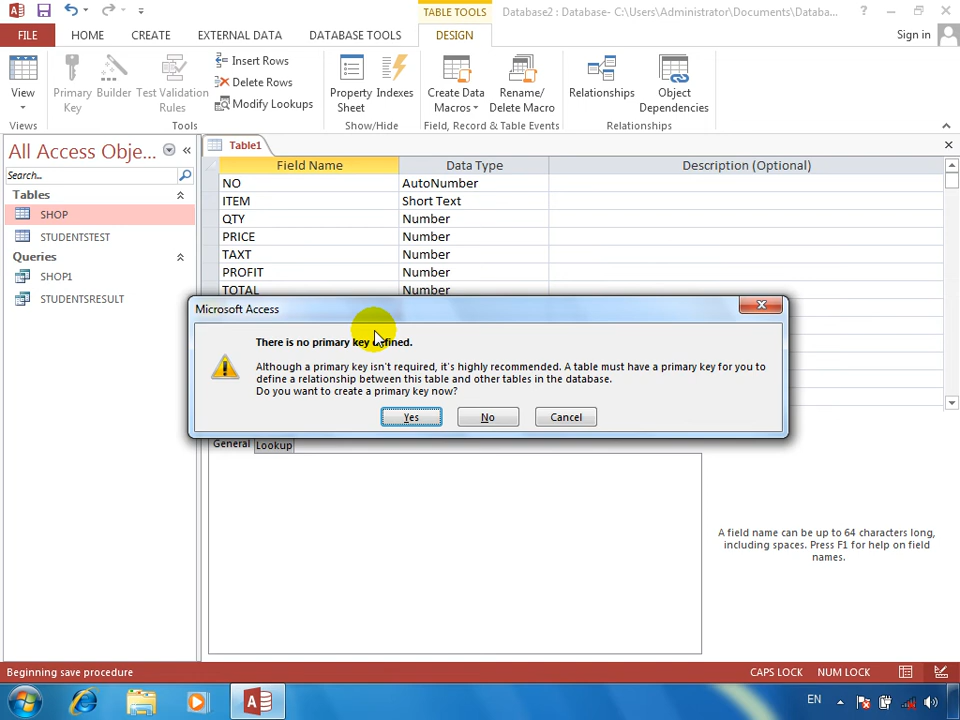 TABLE TOOLS
Database2 : Database- C:\Users\Administrator\Documents\Databa...
FILE
HOME
CREATE
EXTERNAL DATA
DATABASE TOOLS
DESIGN
Sign in
View
Primary Key
Builder
Test Validation Rules
Insert Rows
Delete Rows
Modify Lookups
Property Sheet
Indexes
Create Data Macros
Rename/ Delete Macro
Relationships
Object Dependencies
Views
Tools
Show/Hide
Field, Record & Table Events
Relationships
All Access Obje...
Search...
Tables
SHOP
STUDENTSTEST
Queries
SHOP1
STUDENTSRESULT
Table1
Field Name Data Type Description (Optional)
NO AutoNumber
ITEM Short Text
QTY Number
PRICE Number
TAXT Number
PROFIT Number
TOTAL Number
Microsoft Access
There is no primary key defined.
Although a primary key isn't required, it's highly recommended. A table must have a primary key for you to
define a relationship between this table and other tables in the database.
Do you want to create a primary key now?
Yes No Cancel
General Lookup
A field name can be up to 64 characters long,
including spaces. Press F1 for help on field
names.
Beginning save procedure
CAPS LOCK NUM LOCK
EN
4:17 PM